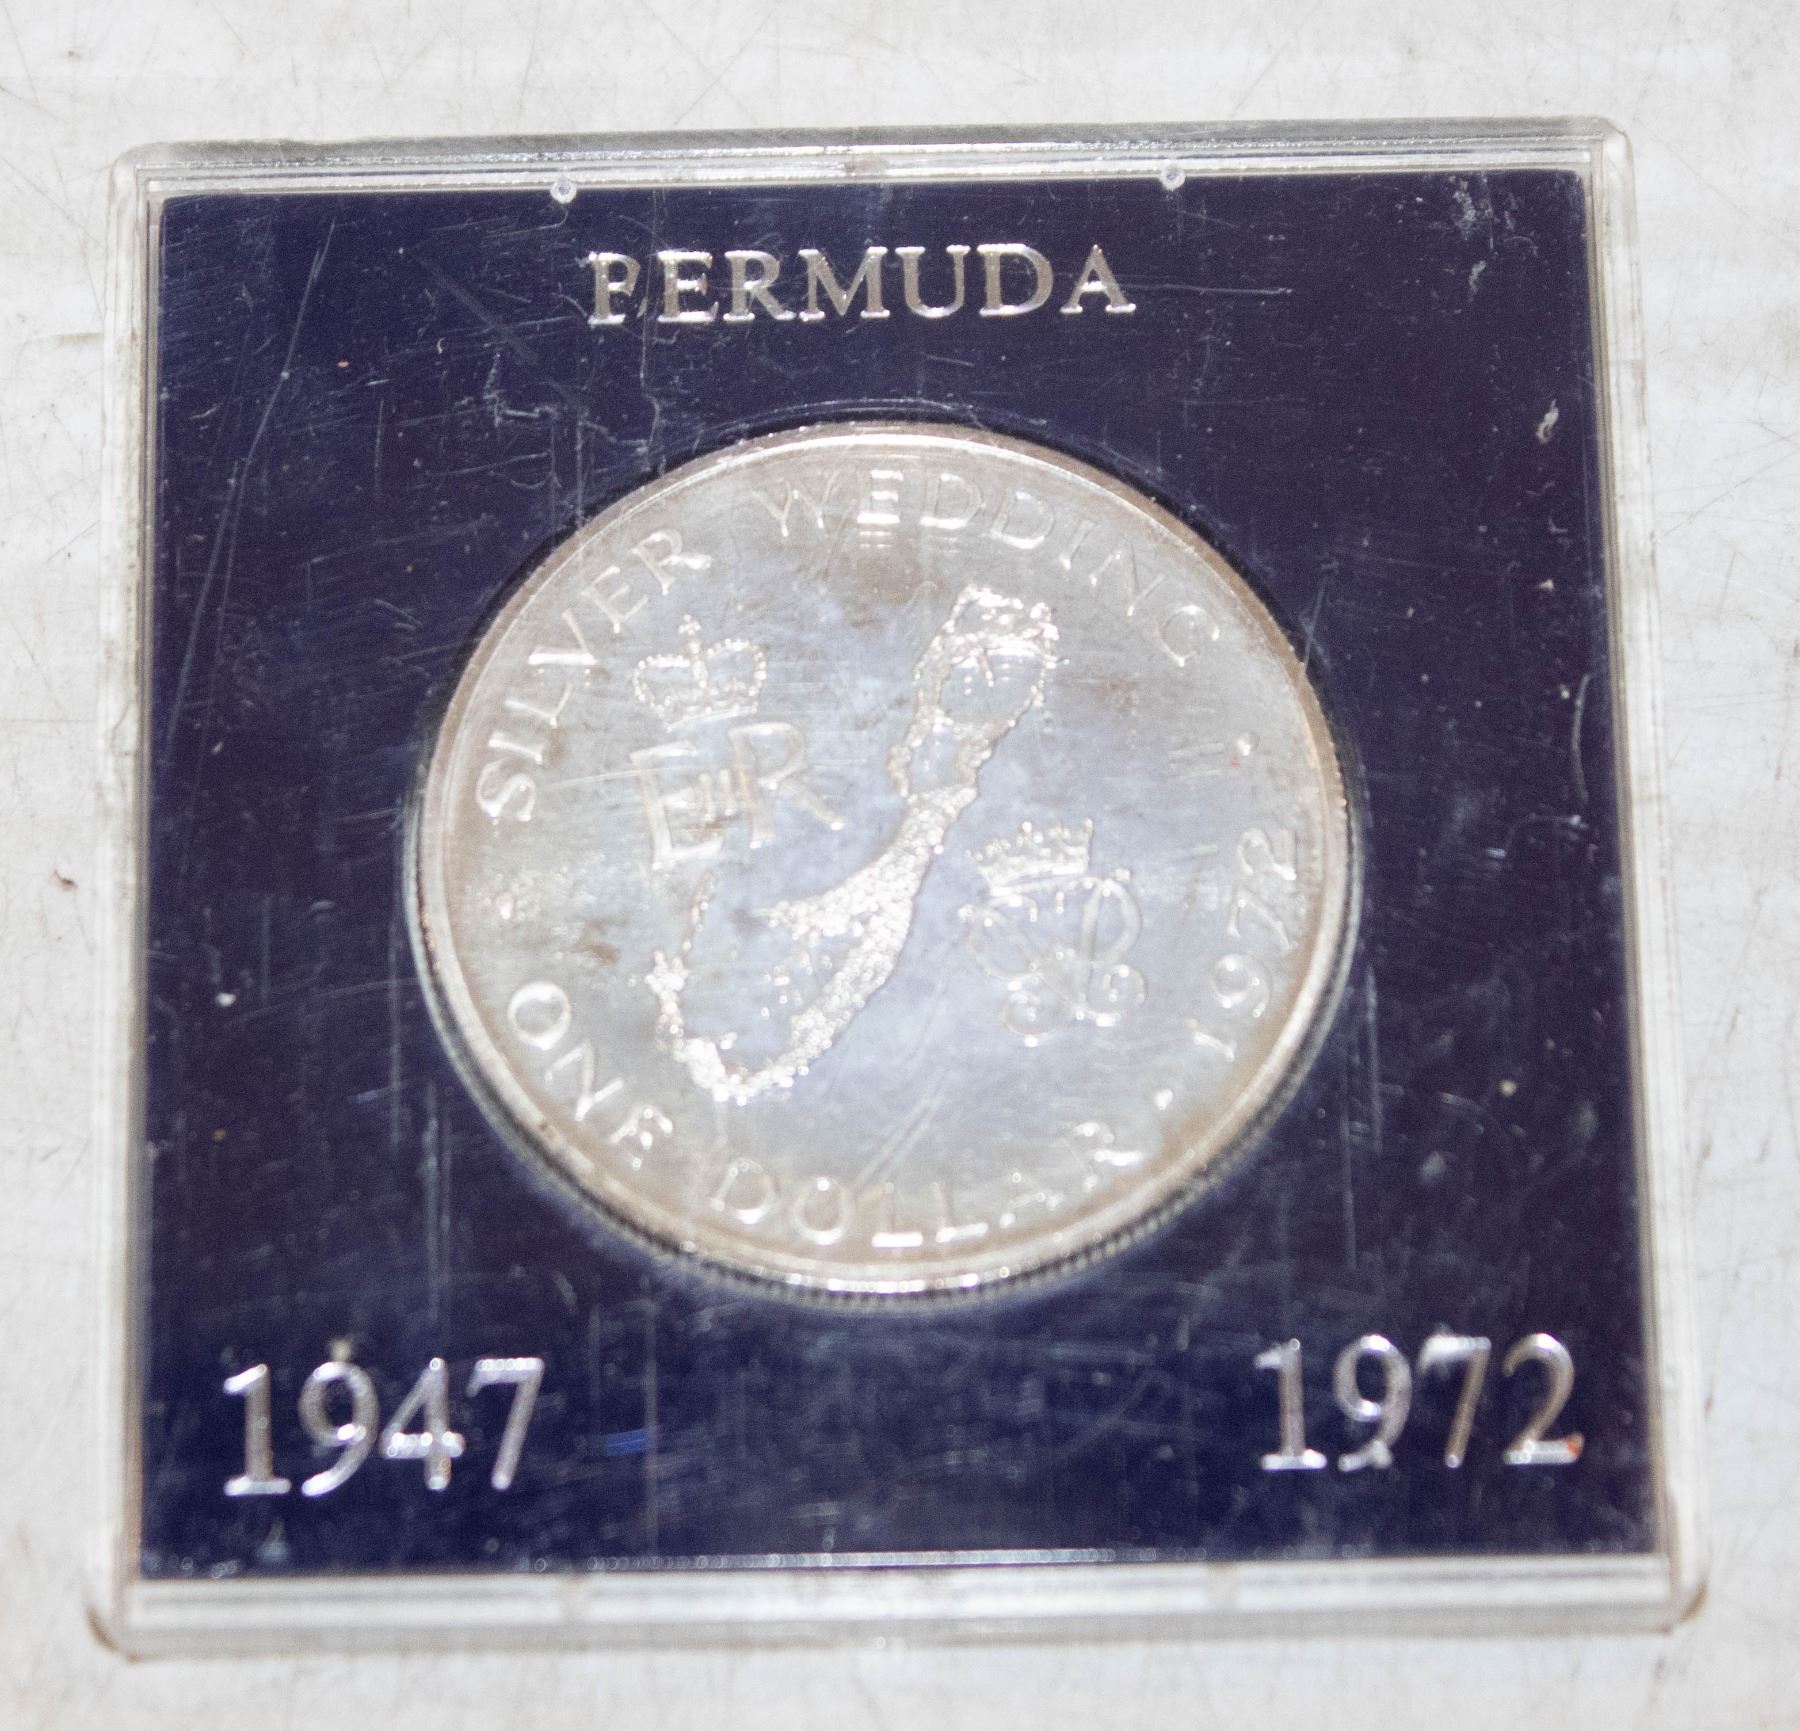 PERMUDA
SILVER WEDDING
1972
EIIR
ONE DOLLAR
1947
1972